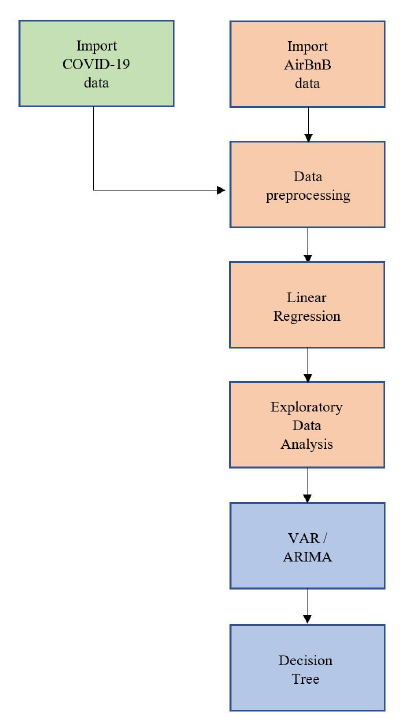 Import
COVID-19
data
Import
AirBnB
data
Data
preprocessing
Linear
Regression
Exploratory
Data
Analysis
VAR /
ARIMA
Decision
Tree